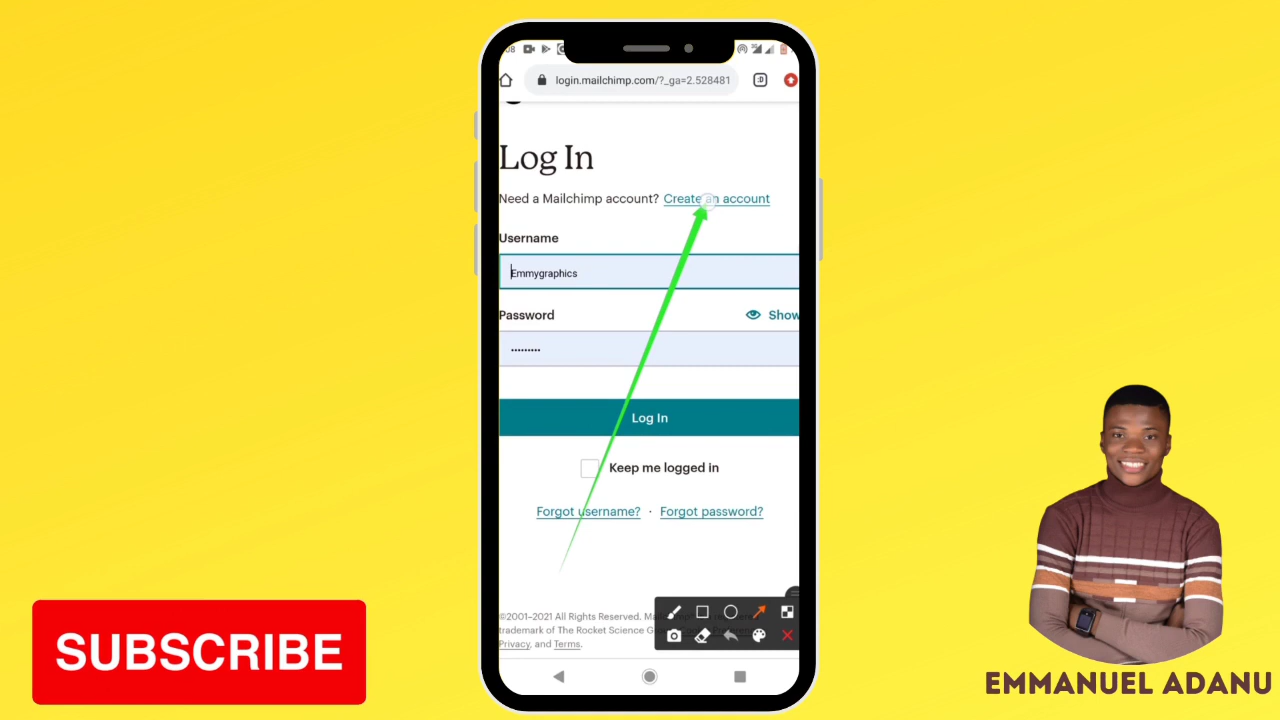 :08
login.mailchimp.com/?_ga=2.528481
:D
Log In
Need a Mailchimp account? Create an account
Username
Emmygraphics
Password
Show
•••••••••
Log In
Keep me logged in
Forgot username? · Forgot password?
©2001–2021 All Rights Reserved.
trademark of The Rocket Science
Privacy, and Terms.
SUBSCRIBE
EMMANUEL ADANU